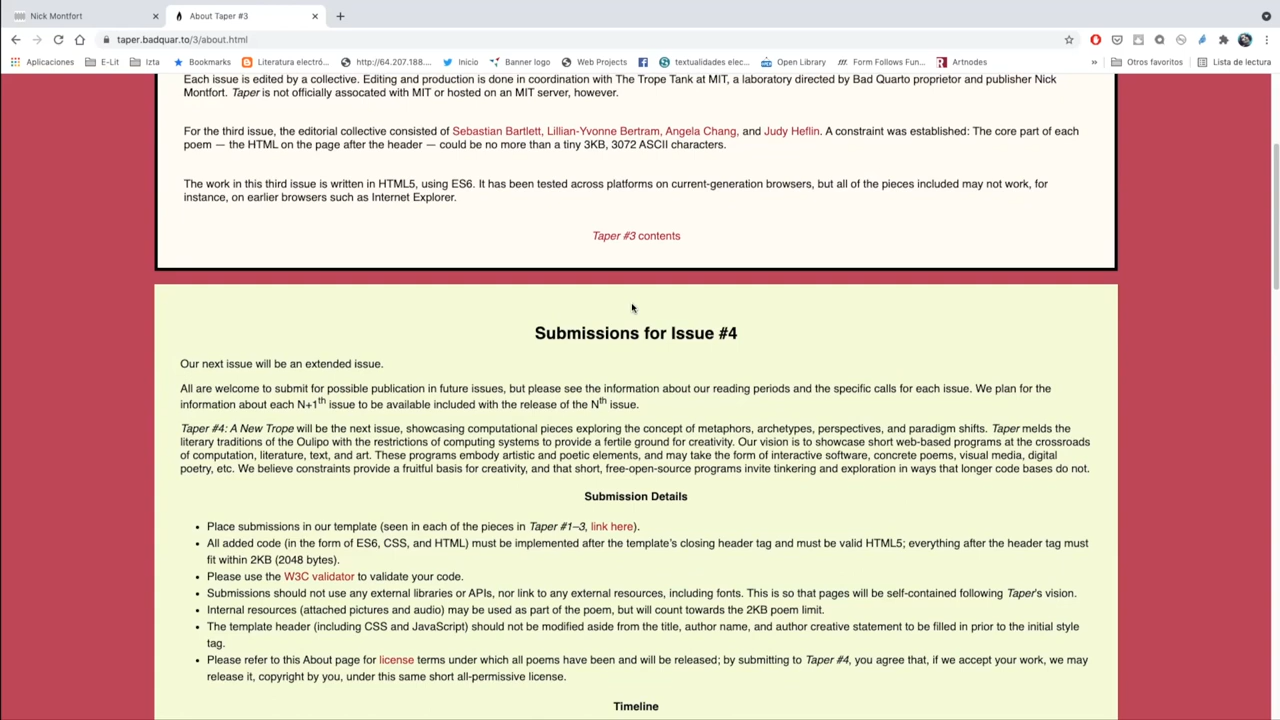 Nick Montfort
About Taper #3
taper.badquar.to/3/about.html
Aplicaciones E-Lit Izta Bookmarks Literatura electró... http://64.207.188.... Inicio Banner logo Web Projects textualidades elec... Open Library Form Follows Fun... Artnodes » Otros favoritos Lista de lectura
Each issue is edited by a collective. Editing and production is done in coordination with The Trope Tank at MIT, a laboratory directed by Bad Quarto proprietor and publisher Nick
Montfort. Taper is not officially assocated with MIT or hosted on an MIT server, however.
For the third issue, the editorial collective consisted of Sebastian Bartlett, Lillian-Yvonne Bertram, Angela Chang, and Judy Heflin. A constraint was established: The core part of each
poem — the HTML on the page after the header — could be no more than a tiny 3KB, 3072 ASCII characters.
The work in this third issue is written in HTML5, using ES6. It has been tested across platforms on current-generation browsers, but all of the pieces included may not work, for
instance, on earlier browsers such as Internet Explorer.
Taper #3 contents
Submissions for Issue #4
Our next issue will be an extended issue.
All are welcome to submit for possible publication in future issues, but please see the information about our reading periods and the specific calls for each issue. We plan for the
information about each N+1th issue to be available included with the release of the Nth issue.
Taper #4: A New Trope will be the next issue, showcasing computational pieces exploring the concept of metaphors, archetypes, perspectives, and paradigm shifts. Taper melds the
literary traditions of the Oulipo with the restrictions of computing systems to provide a fertile ground for creativity. Our vision is to showcase short web-based programs at the crossroads
of computation, literature, text, and art. These programs embody artistic and poetic elements, and may take the form of interactive software, concrete poems, visual media, digital
poetry, etc. We believe constraints provide a fruitful basis for creativity, and that short, free-open-source programs invite tinkering and exploration in ways that longer code bases do not.
Submission Details
• Place submissions in our template (seen in each of the pieces in Taper #1–3, link here).
• All added code (in the form of ES6, CSS, and HTML) must be implemented after the template's closing header tag and must be valid HTML5; everything after the header tag must
fit within 2KB (2048 bytes).
• Please use the W3C validator to validate your code.
• Submissions should not use any external libraries or APIs, nor link to any external resources, including fonts. This is so that pages will be self-contained following Taper's vision.
• Internal resources (attached pictures and audio) may be used as part of the poem, but will count towards the 2KB poem limit.
• The template header (including CSS and JavaScript) should not be modified aside from the title, author name, and author creative statement to be filled in prior to the initial style
tag.
• Please refer to this About page for license terms under which all poems have been and will be released; by submitting to Taper #4, you agree that, if we accept your work, we may
release it, copyright by you, under this same short all-permissive license.
Timeline